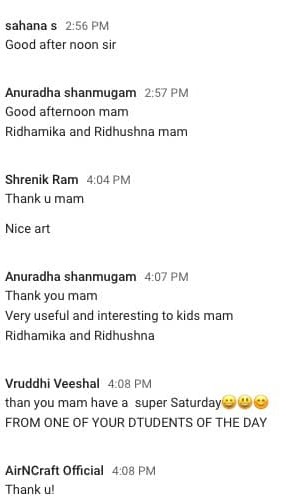 sahana s 2:56 PM
Good after noon sir
Anuradha shanmugam 2:57 PM
Good afternoon mam
Ridhamika and Ridhushna mam
Shrenik Ram 4:04 PM
Thank u mam
Nice art
Anuradha shanmugam 4:07 PM
Thank you mam
Very useful and interesting to kids mam
Ridhamika and Ridhushna
Vruddhi Veeshal 4:08 PM
than you mam have a super Saturday😄😃😊
FROM ONE OF YOUR DTUDENTS OF THE DAY
AirNCraft Official 4:08 PM
Thank u!